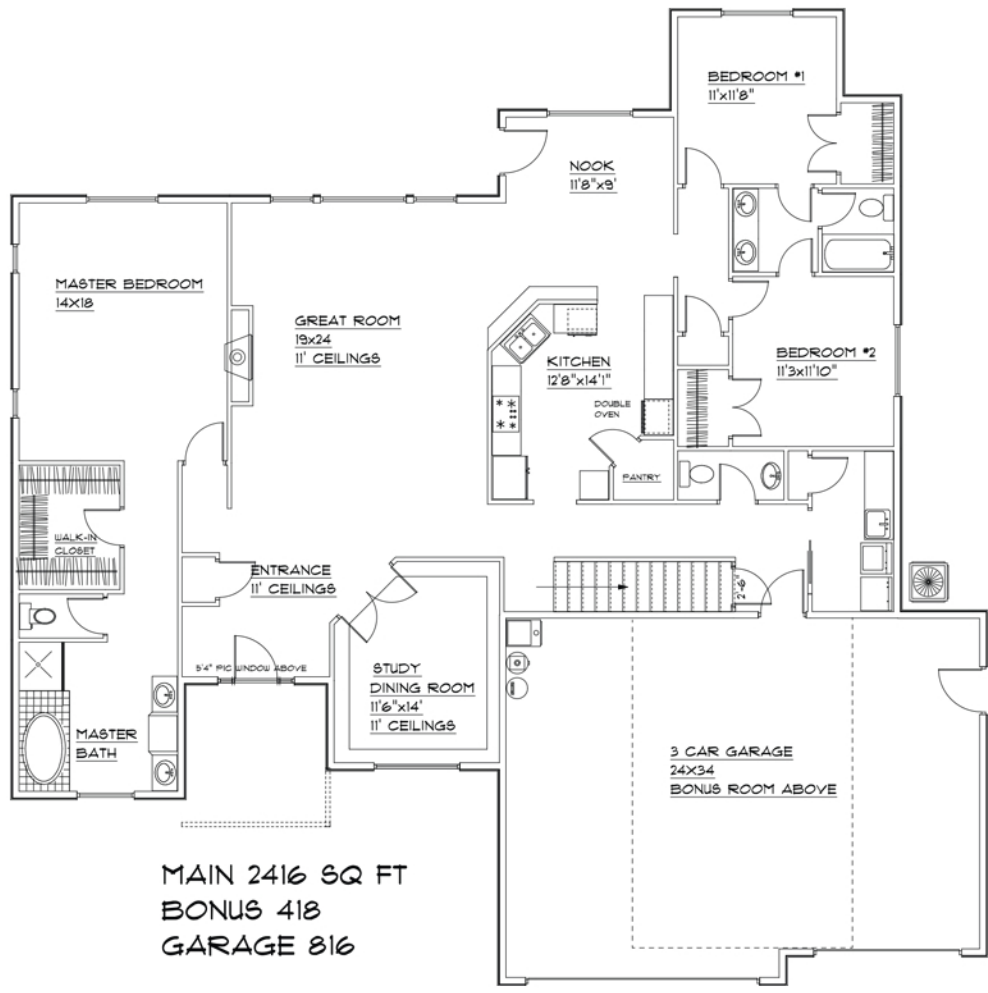 BEDROOM #1
11'x11'8"
NOOK
11'8"x9'
MASTER BEDROOM
14X18
GREAT ROOM
19x24
11' CEILINGS
KITCHEN
12'8"x14'1"
BEDROOM #2
11'3x11'10"
DOUBLE
OVEN
PANTRY
WALK-IN
CLOSET
ENTRANCE
11' CEILINGS
2'-6"
5'4" PIC WINDOW ABOVE
STUDY
DINING ROOM
11'6"x14'
11' CEILINGS
MASTER
BATH
3 CAR GARAGE
24X34
BONUS ROOM ABOVE
MAIN 2416 SQ FT
BONUS 418
GARAGE 816